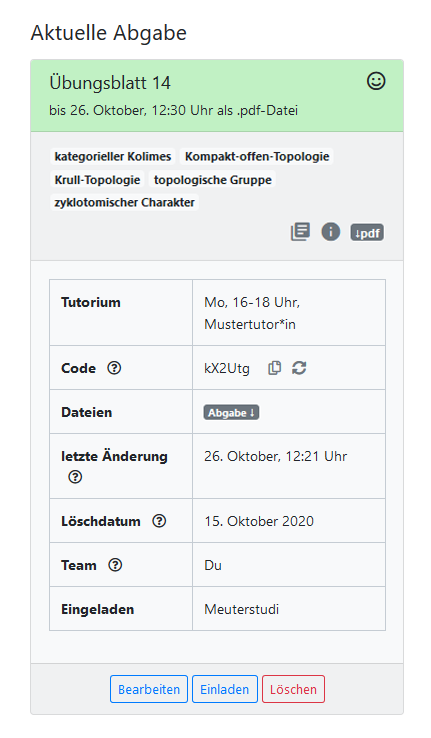 Aktuelle Abgabe
Übungsblatt 14
bis 26. Oktober, 12:30 Uhr als .pdf-Datei
kategorieller Kolimes Kompakt-offen-Topologie
Krull-Topologie topologische Gruppe
zyklotomischer Charakter
↓pdf
Tutorium Mo, 16-18 Uhr,
Mustertutor*in
Code kX2Utg
Dateien Abgabe ↓
letzte Änderung 26. Oktober, 12:21 Uhr
Löschdatum 15. Oktober 2020
Team Du
Eingeladen Meuterstudi
Bearbeiten Einladen Löschen